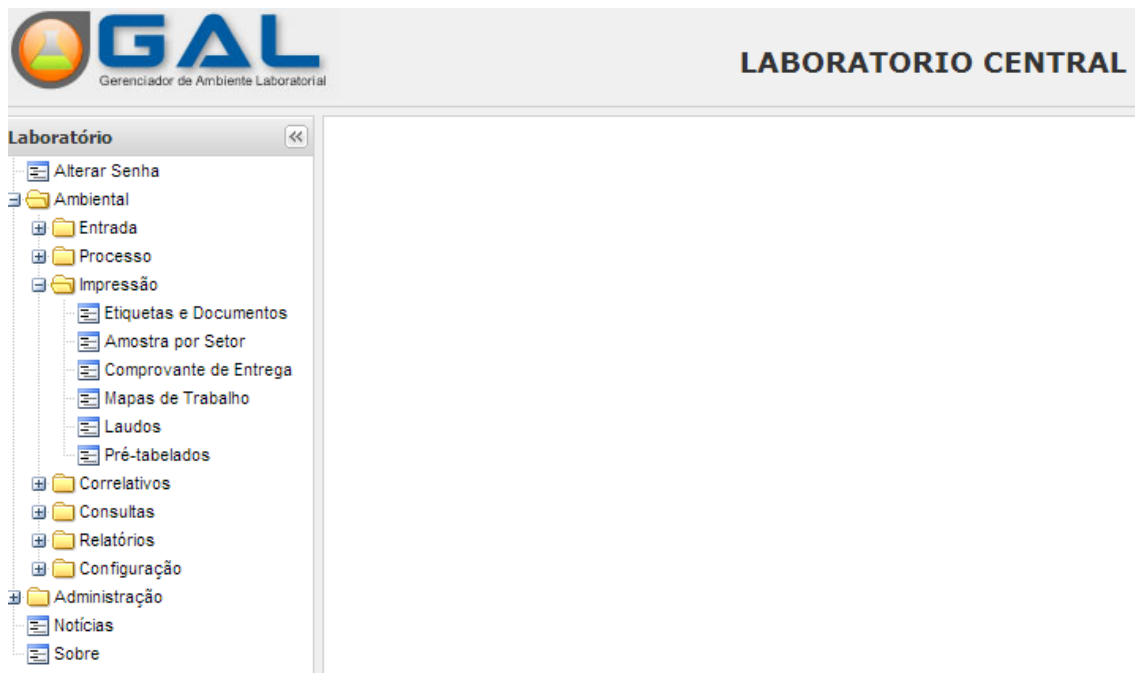 GAL
Gerenciador de Ambiente Laboratorial
LABORATORIO CENTRAL
Laboratório
Alterar Senha
Ambiental
Entrada
Processo
Impressão
Etiquetas e Documentos
Amostra por Setor
Comprovante de Entrega
Mapas de Trabalho
Laudos
Pré-tabelados
Correlativos
Consultas
Relatórios
Configuração
Administração
Notícias
Sobre